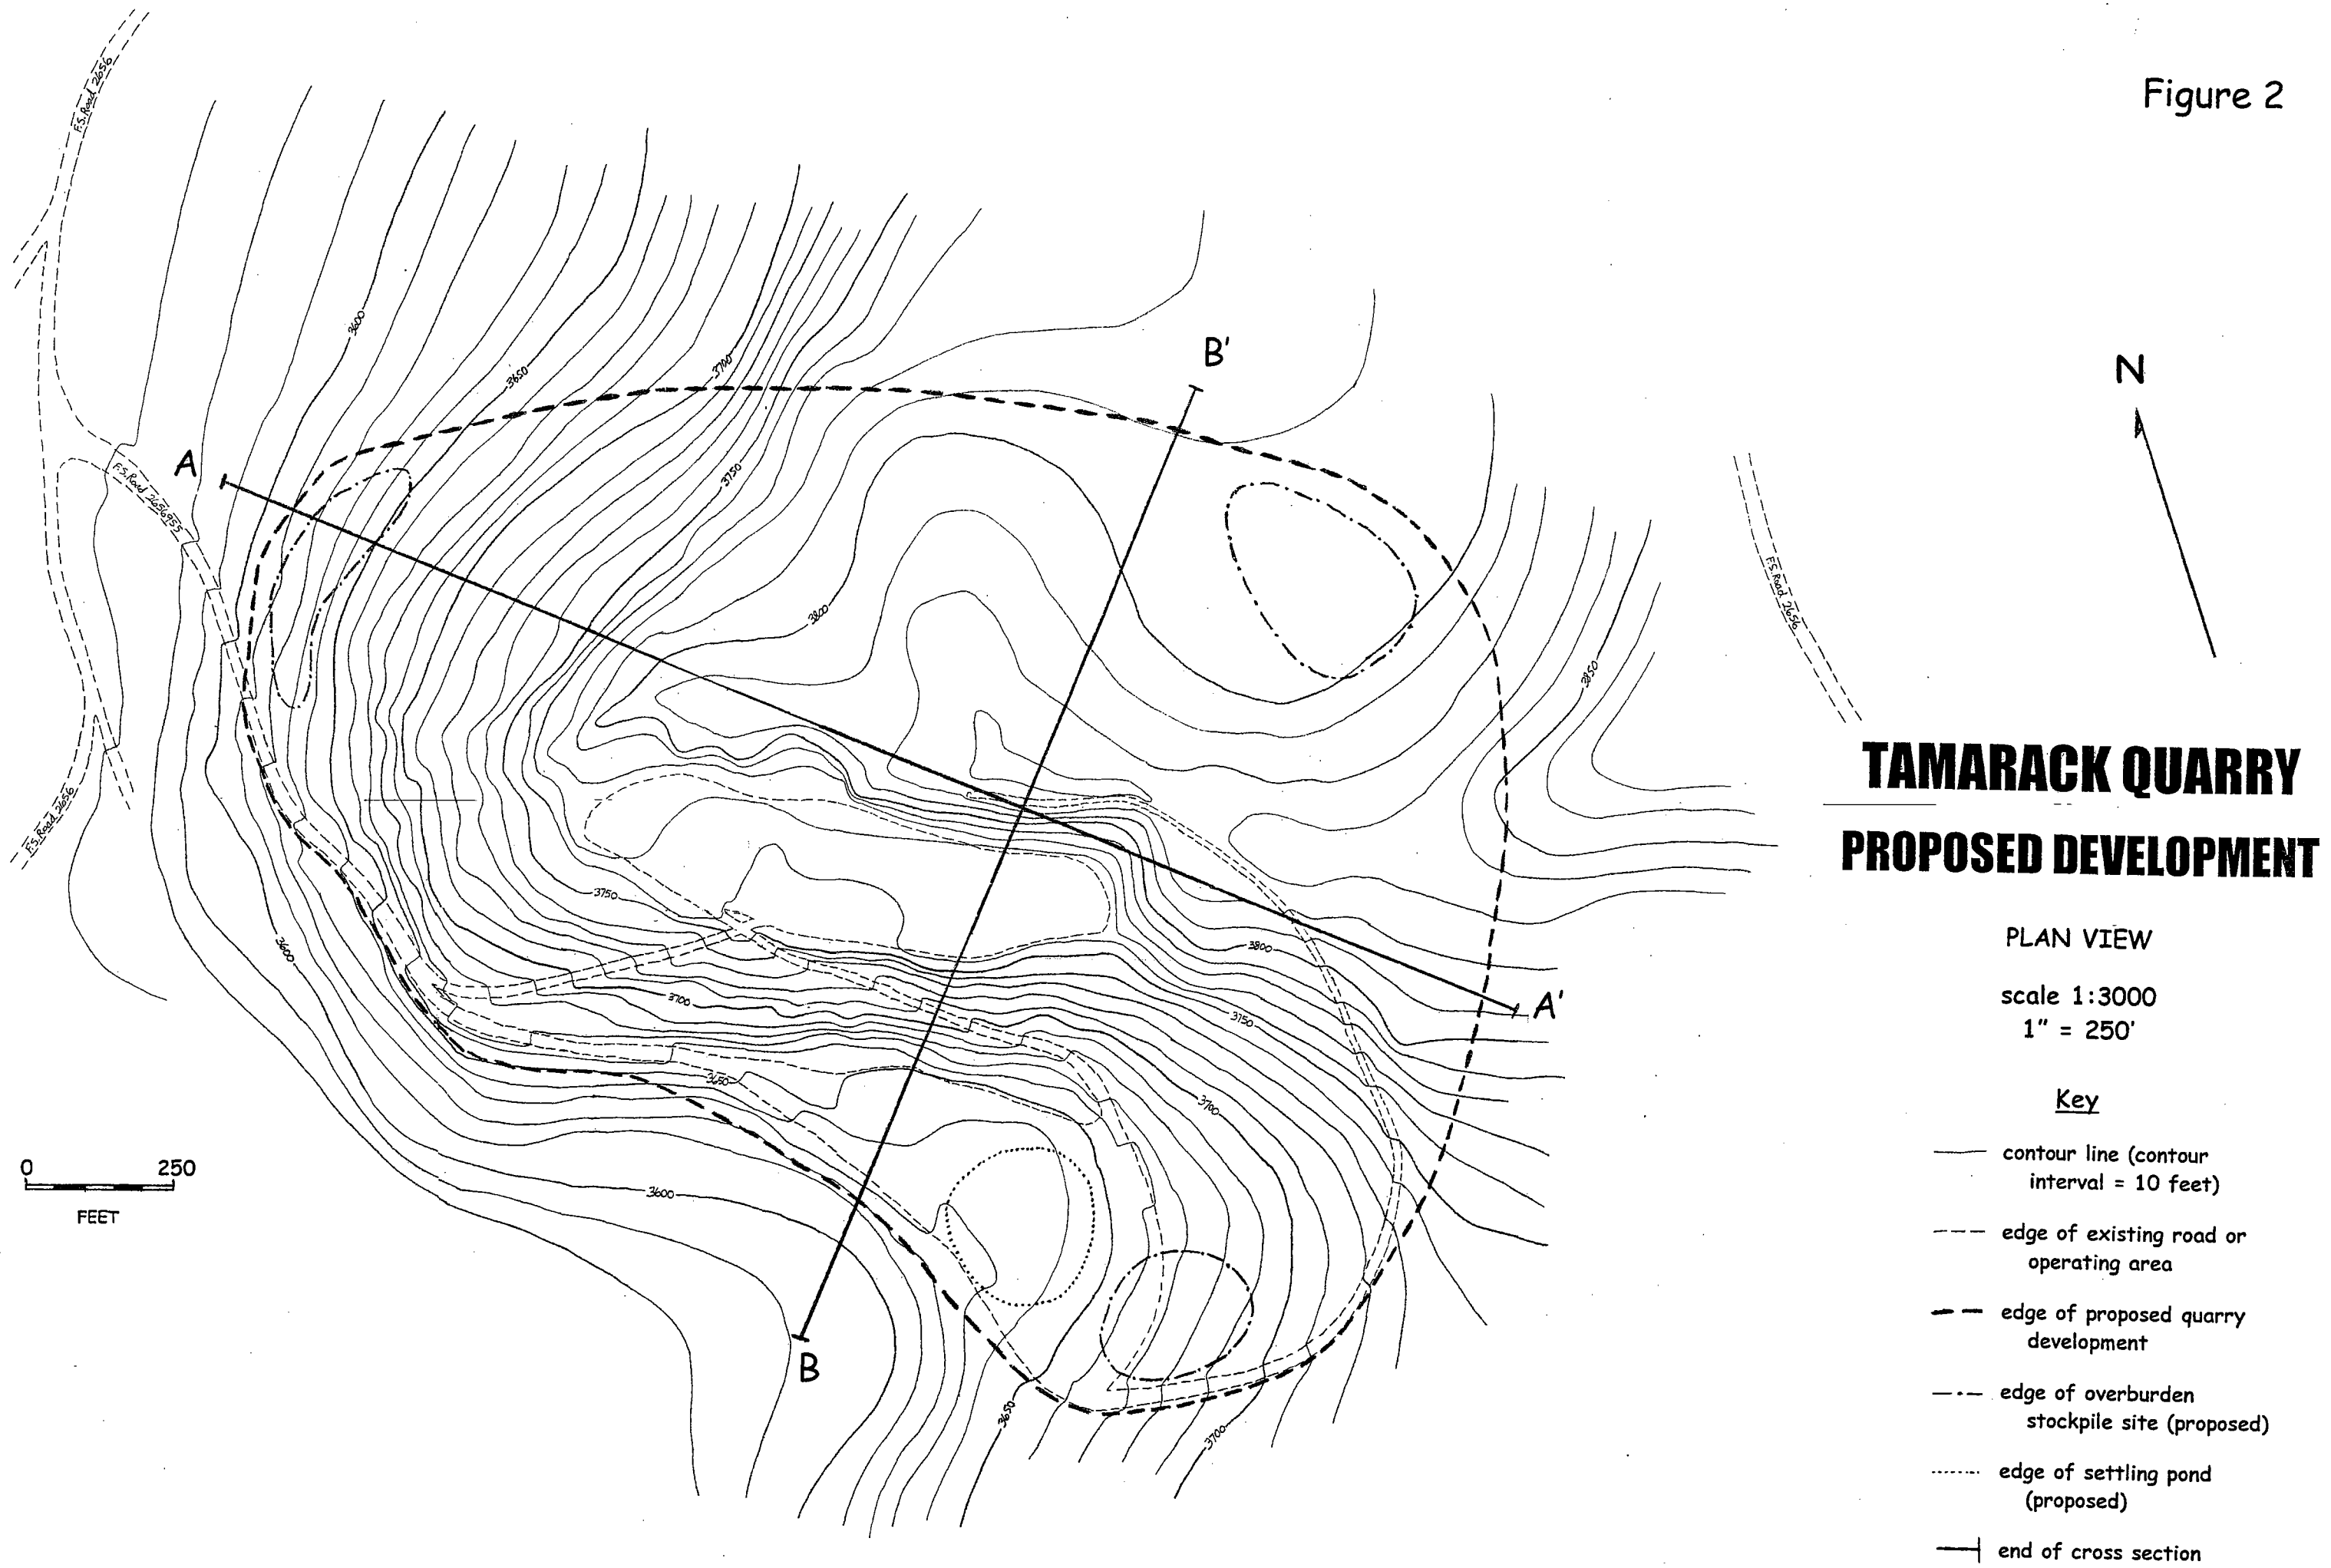 Figure 2
F.S. Road 2656
3600
3650
3700
B'
N
A
F.S. Road 2656955
3750
3800
F.S. Road 2656
3850
TAMARACK QUARRY
PROPOSED DEVELOPMENT
PLAN VIEW
scale 1:3000
1" = 250'
F.S. Road 2656
3750
3600
3800
A'
3700
3750
3650
3700
0 250
FEET
3600
B
3650
3700
Key
contour line (contour
interval = 10 feet)
edge of existing road or
operating area
edge of proposed quarry
development
edge of overburden
stockpile site (proposed)
edge of settling pond
(proposed)
end of cross section